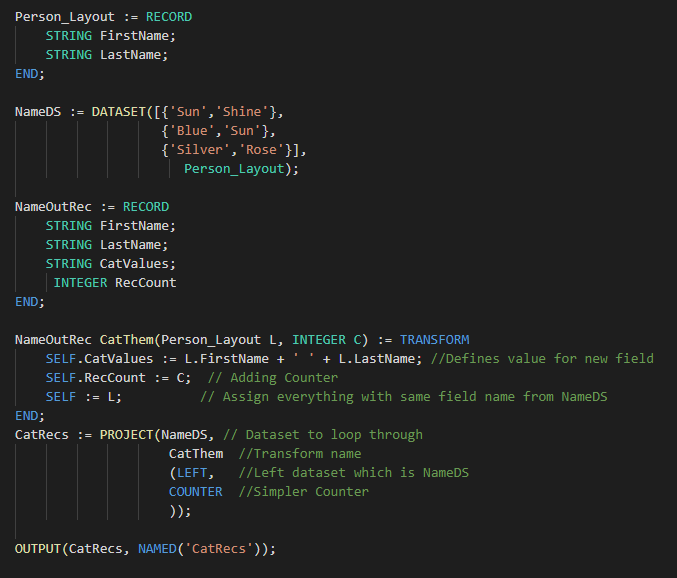 Person_Layout := RECORD
    STRING FirstName;
    STRING LastName;
END;

NameDS := DATASET([{'Sun','Shine'},
                   {'Blue','Sun'},
                   {'Silver','Rose'}],
                      Person_Layout);

NameOutRec := RECORD
    STRING FirstName;
    STRING LastName;
    STRING CatValues;
     INTEGER RecCount
END;

NameOutRec CatThem(Person_Layout L, INTEGER C) := TRANSFORM
    SELF.CatValues := L.FirstName + ' ' + L.LastName; //Defines value for new field
    SELF.RecCount := C;  // Adding Counter
    SELF := L;          // Assign everything with same field name from NameDS
END;
CatRecs := PROJECT(NameDS, // Dataset to loop through
                    CatThem  //Transform name
                    (LEFT,   //Left dataset which is NameDS
                    COUNTER  //Simpler Counter
                    ));

OUTPUT(CatRecs, NAMED('CatRecs'));